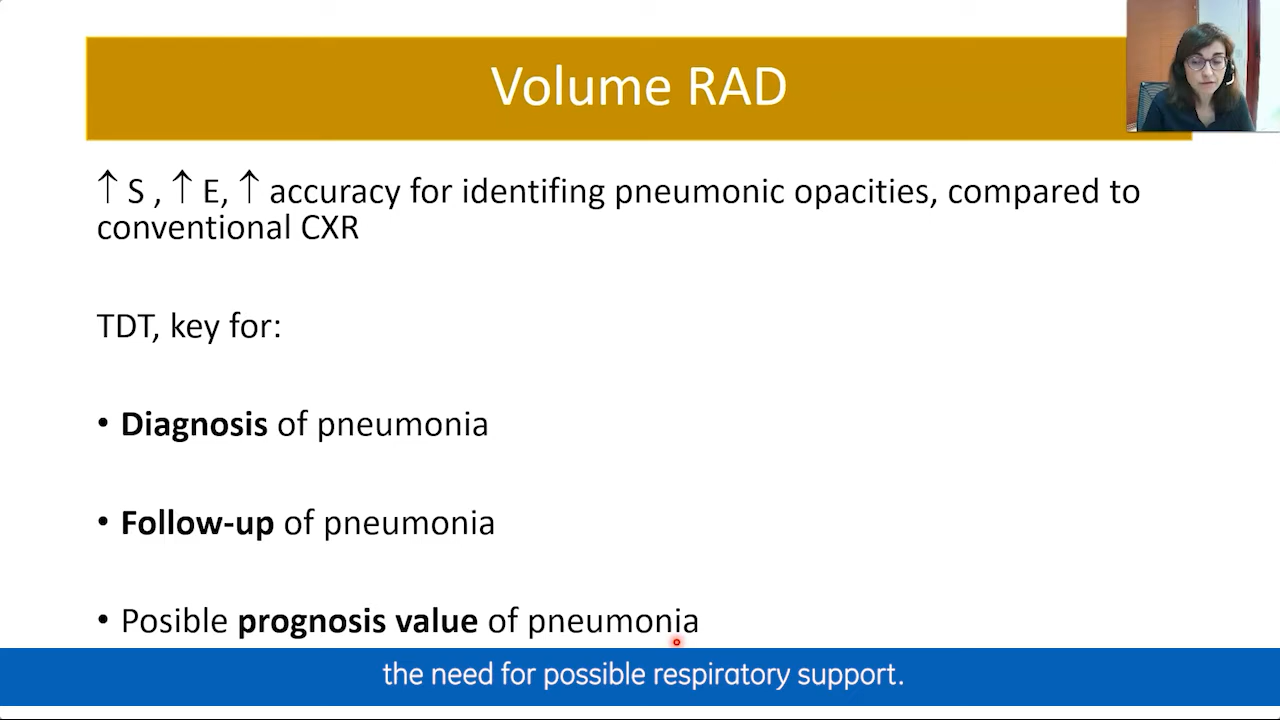 Volume RAD
↑ S , ↑ E, ↑ accuracy for identifing pneumonic opacities, compared to
conventional CXR
TDT, key for:
• Diagnosis of pneumonia
• Follow-up of pneumonia
• Posible prognosis value of pneumonia
the need for possible respiratory support.